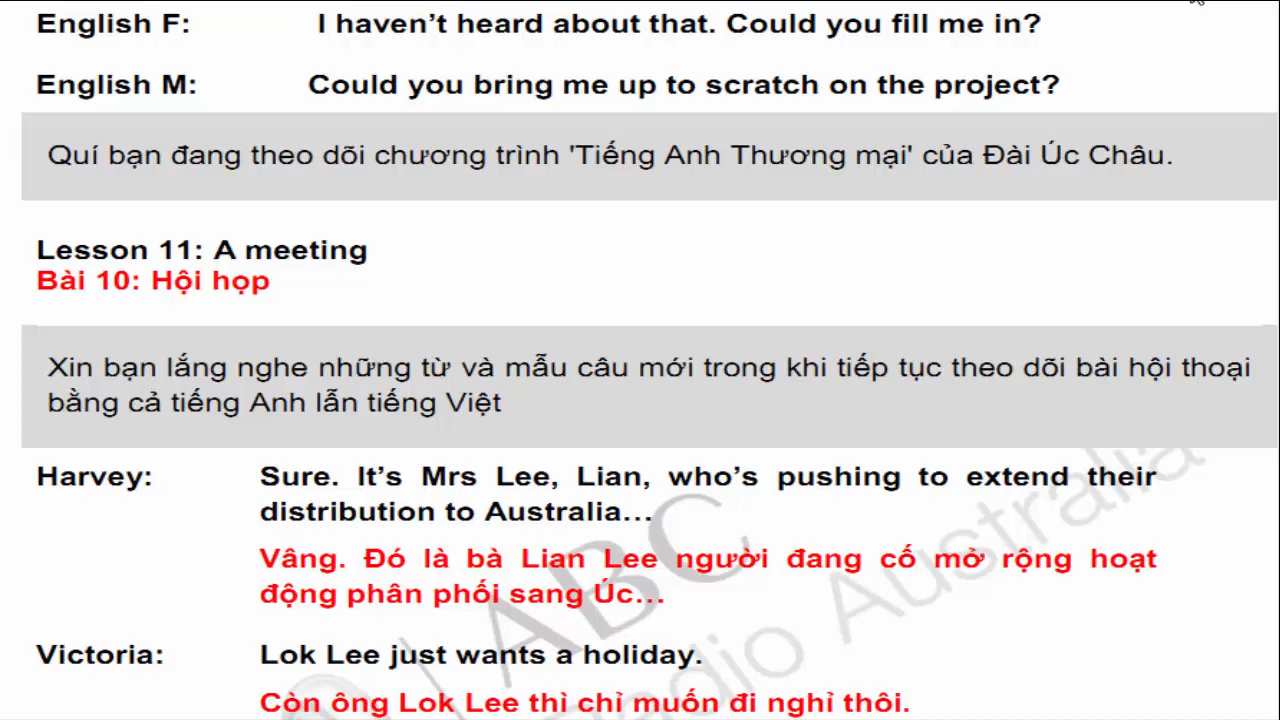 English F: I haven’t heard about that. Could you fill me in?
English M: Could you bring me up to scratch on the project?
Quí bạn đang theo dõi chương trình 'Tiếng Anh Thương mại' của Đài Úc Châu.
Lesson 11: A meeting
Bài 10: Hội họp
Xin bạn lắng nghe những từ và mẫu câu mới trong khi tiếp tục theo dõi bài hội thoại
bằng cả tiếng Anh lẫn tiếng Việt
Harvey: Sure. It’s Mrs Lee, Lian, who’s pushing to extend their
distribution to Australia…
Vâng. Đó là bà Lian Lee người đang cố mở rộng hoạt
động phân phối sang Úc…
Victoria: Lok Lee just wants a holiday.
Còn ông Lok Lee thì chỉ muốn đi nghỉ thôi.
ABC
Radio Australia